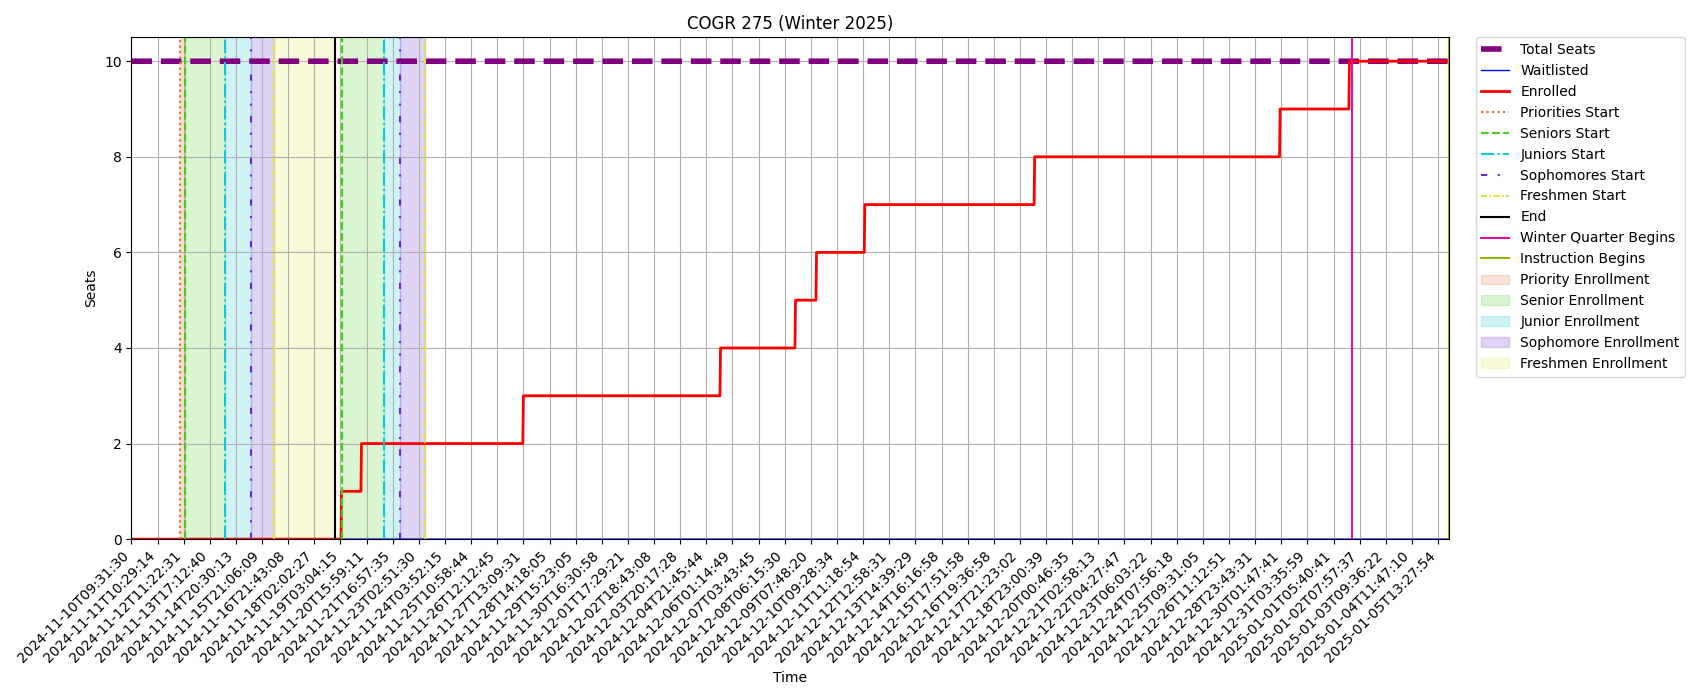 COGR 275 (Winter 2025)
Seats
10
8
6
4
2
0
2024-11-10T09:31:30
2024-11-11T10:29:14
2024-11-12T11:22:31
2024-11-13T17:12:40
2024-11-14T20:30:13
2024-11-15T21:06:09
2024-11-16T21:43:08
2024-11-18T02:02:27
2024-11-19T03:04:15
2024-11-20T15:59:11
2024-11-21T16:57:35
2024-11-23T02:51:30
2024-11-25T03:52:15
2024-11-25T10:58:44
2024-11-26T12:12:45
2024-11-27T13:09:31
2024-11-28T14:18:05
2024-11-29T15:23:05
2024-11-30T16:30:58
2024-12-01T17:29:21
2024-12-02T18:43:08
2024-12-03T20:17:28
2024-12-04T21:45:44
2024-12-06T01:14:49
2024-12-07T03:43:45
2024-12-08T06:15:30
2024-12-09T07:48:20
2024-12-10T09:28:34
2024-12-11T11:18:54
2024-12-12T12:58:31
2024-12-13T14:39:29
2024-12-14T16:16:58
2024-12-15T17:51:58
2024-12-16T19:36:58
2024-12-17T21:23:02
2024-12-18T23:00:39
2024-12-20T00:46:35
2024-12-21T02:58:13
2024-12-22T04:27:47
2024-12-23T06:03:22
2024-12-24T07:56:18
2024-12-25T09:31:05
2024-12-26T11:12:51
2024-12-28T23:43:31
2024-12-30T01:47:41
2024-12-31T03:35:59
2025-01-01T05:40:41
2025-01-02T07:57:37
2025-01-03T09:36:22
2025-01-04T11:47:10
2025-01-05T13:27:54
Time
Total Seats
Waitlisted
Enrolled
Priorities Start
Seniors Start
Juniors Start
Sophomores Start
Freshmen Start
End
Winter Quarter Begins
Instruction Begins
Priority Enrollment
Senior Enrollment
Junior Enrollment
Sophomore Enrollment
Freshmen Enrollment